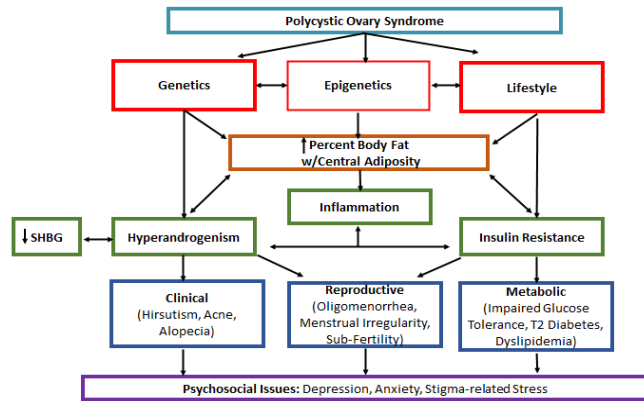 Polycystic Ovary Syndrome
Genetics
Epigenetics
Lifestyle
Percent Body Fat
w/Central Adiposity
Inflammation
SHBG
Hyperandrogenism
Insulin Resistance
Clinical
(Hirsutism, Acne,
Alopecia)
Reproductive
(Oligomenorrhea,
Menstrual Irregularity,
Sub-Fertility)
Metabolic
(Impaired Glucose
Tolerance, T2 Diabetes,
Dyslipidemia)
Psychosocial Issues: Depression, Anxiety, Stigma-related Stress